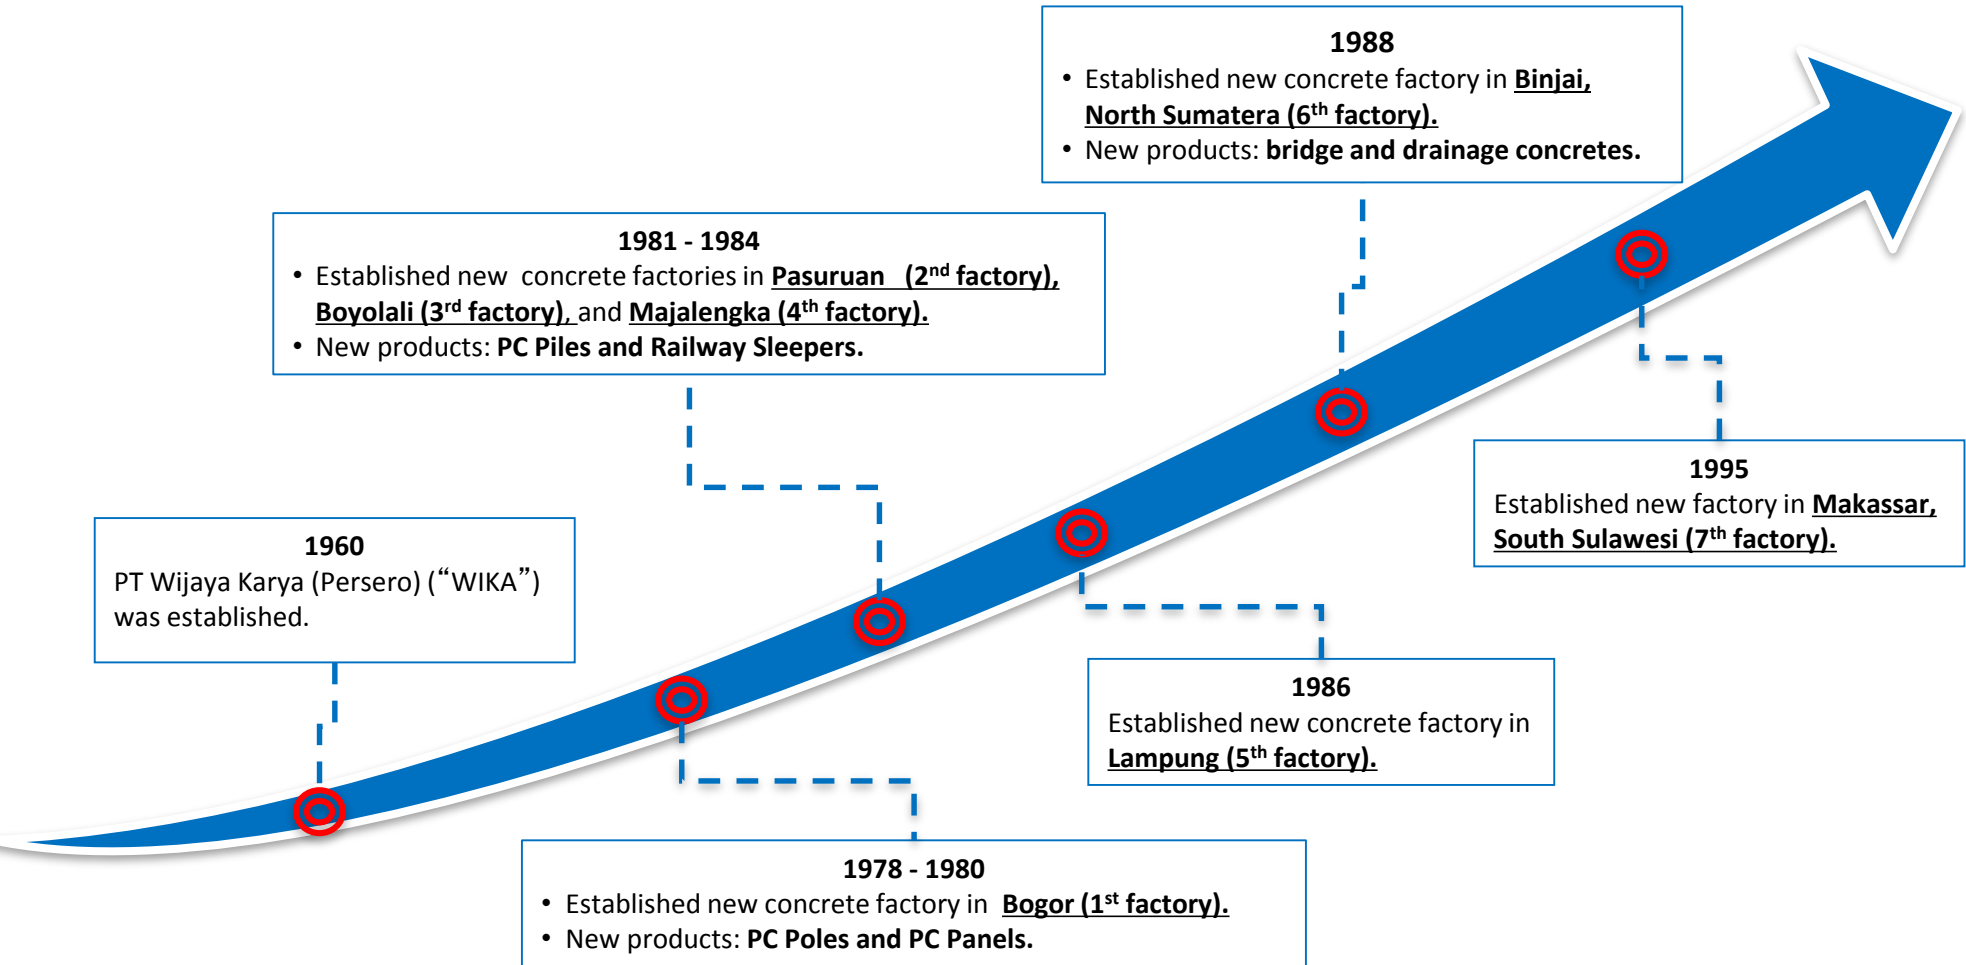 1988
• Established new concrete factory in Binjai,
North Sumatera (6th factory).
• New products: bridge and drainage concretes.
1981 - 1984
• Established new concrete factories in Pasuruan (2nd factory),
Boyolali (3rd factory), and Majalengka (4th factory).
• New products: PC Piles and Railway Sleepers.
1995
Established new factory in Makassar,
South Sulawesi (7th factory).
1960
PT Wijaya Karya (Persero) (“WIKA”)
was established.
1986
Established new concrete factory in
Lampung (5th factory).
1978 - 1980
• Established new concrete factory in Bogor (1st factory).
• New products: PC Poles and PC Panels.